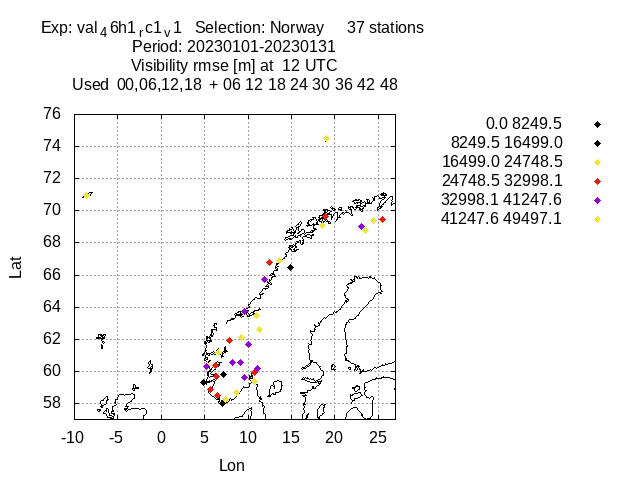 Exp: val₄6h1ᵣc1ᵥ1   Selection: Norway     37 stations
Period: 20230101-20230131
Visibility rmse [m] at  12 UTC
Used  00,06,12,18  + 06 12 18 24 30 36 42 48
0.0 8249.5
8249.5 16499.0
16499.0 24748.5
24748.5 32998.1
32998.1 41247.6
41247.6 49497.1
76
74
72
70
68
66
64
62
60
58
Lat
-10 -5 0 5 10 15 20 25
Lon